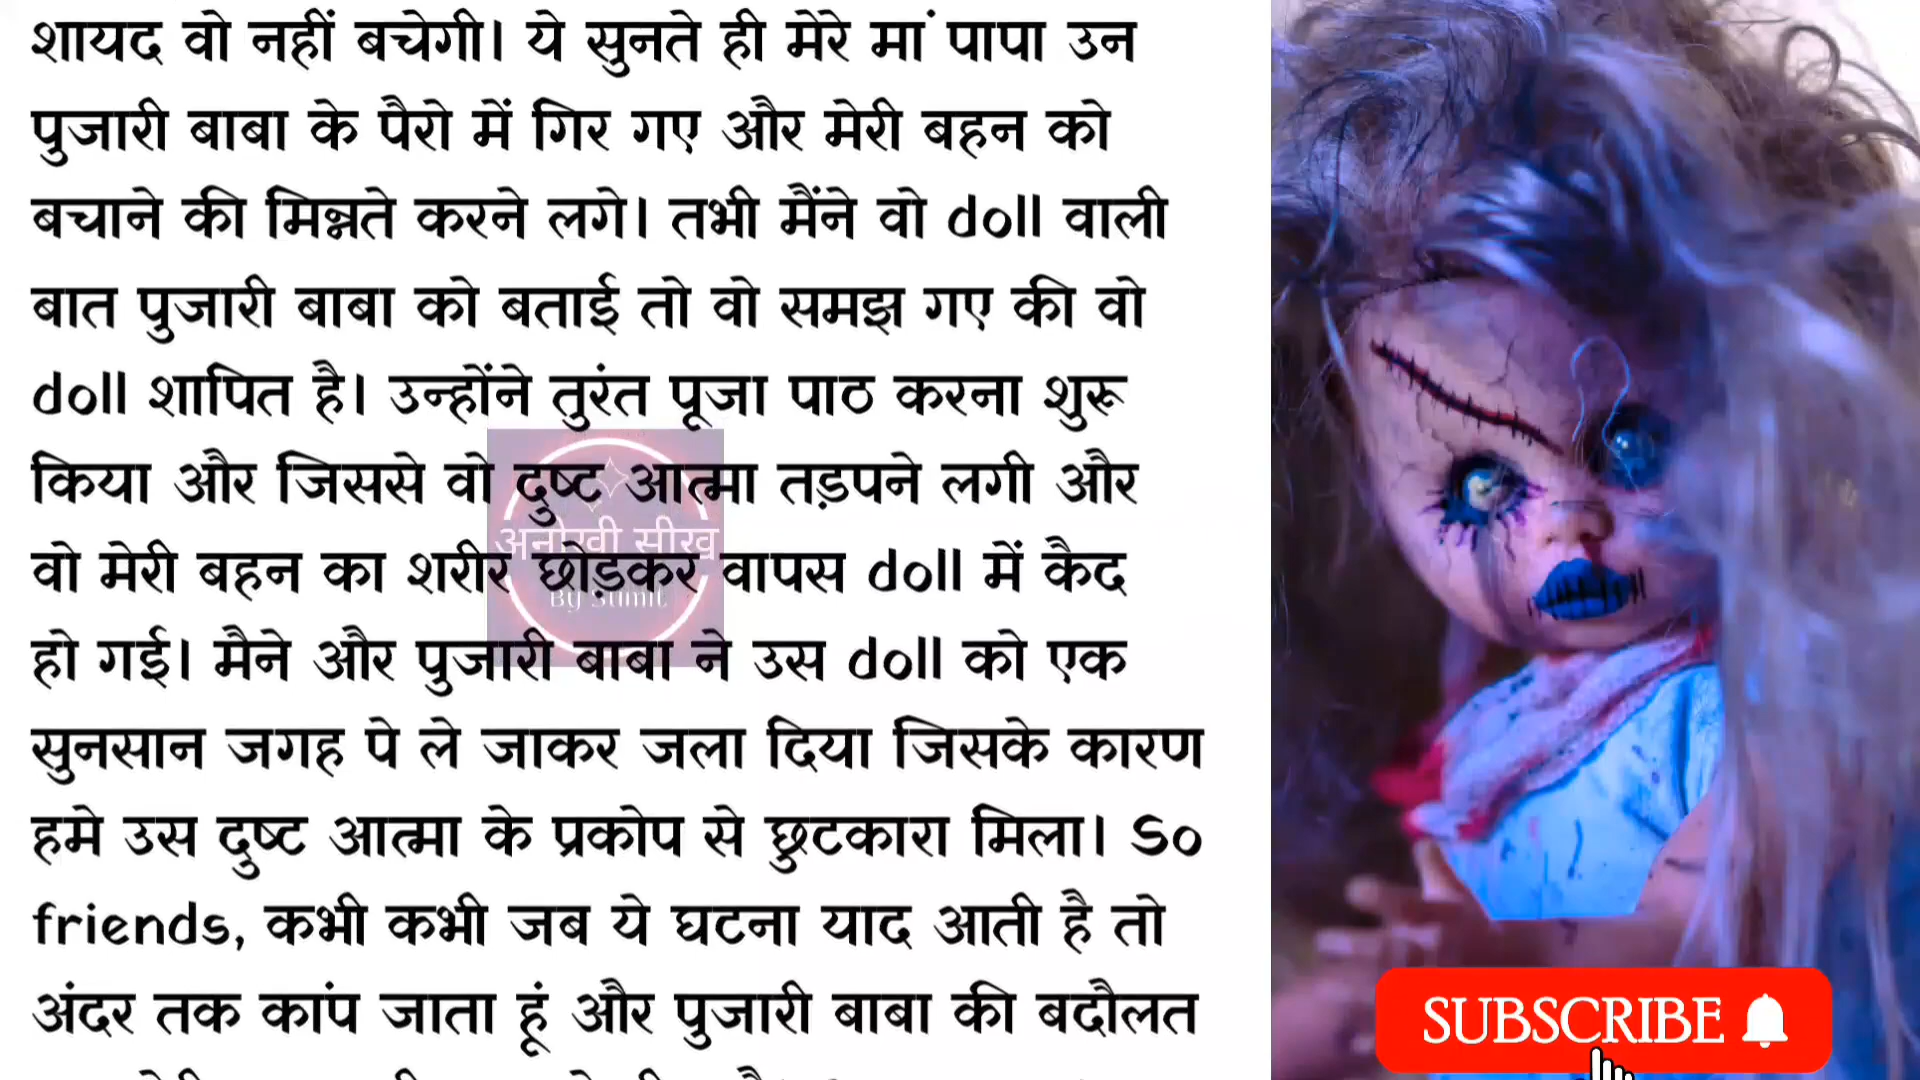 शायद वो नहीं बचेगी। ये सुनते ही मेरे मां पापा उन
पुजारी बाबा के पैरो में गिर गए और मेरी बहन को
बचाने की मिन्नते करने लगे। तभी मैंने वो doll वाली
बात पुजारी बाबा को बताई तो वो समझ गए की वो
doll शापित है। उन्होंने तुरंत पूजा पाठ करना शुरू
किया और जिससे वो दुष्ट आत्मा तड़पने लगी और
अनोखी सीख
वो मेरी बहन का शरीर छोड़कर वापस doll में कैद
By Sumit
हो गई। मैने और पुजारी बाबा ने उस doll को एक
सुनसान जगह पे ले जाकर जला दिया जिसके कारण
हमे उस दुष्ट आत्मा के प्रकोप से छुटकारा मिला। So
friends, कभी कभी जब ये घटना याद आती है तो
अंदर तक कांप जाता हूं और पुजारी बाबा की बदौलत
SUBSCRIBE